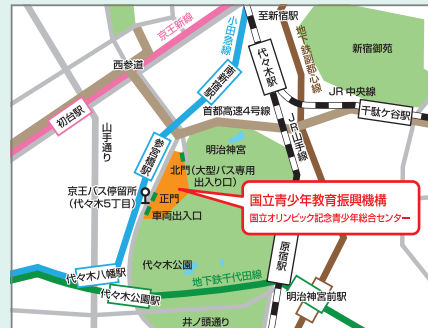 至新宿駅
京王新線
小田急線
新宿御苑
地下鉄副都心線
代々木駅
西参道
南新宿駅
JR 中央線
千駄ケ谷駅
首都高速4号線
初台駅
山手通り
参宮橋駅
JR山手線
明治神宮
北門(大型バス専用
出入り口)
京王バス停留所
(代々木5丁目)
正門
車両出入口
国立青少年教育振興機構
国立オリンピック記念青少年総合センター
原宿駅
代々木公園
代々木八幡駅
地下鉄千代田線
代々木公園駅
明治神宮前駅
井ノ頭通り